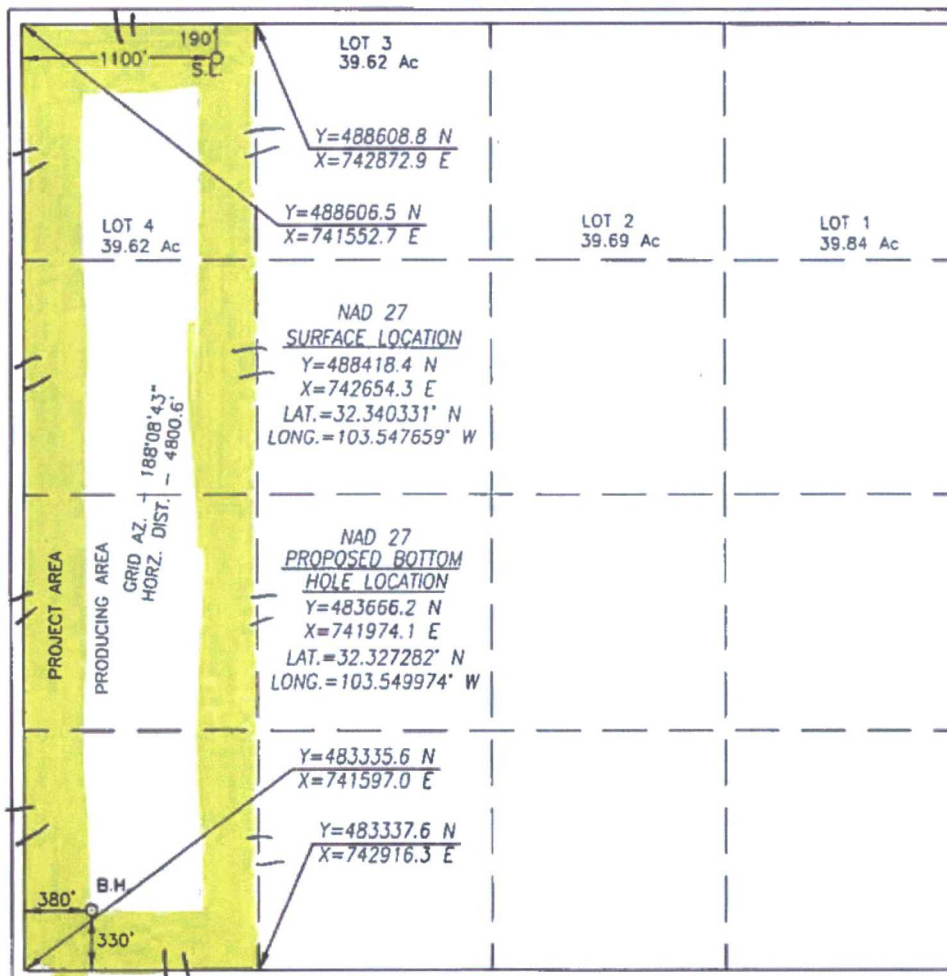 190'
1100'
S.L.
LOT 3
39.62 Ac
Y=488608.8 N
X=742872.9 E
Y=488606.5 N
X=741552.7 E
LOT 4
39.62 Ac
LOT 2
39.69 Ac
LOT 1
39.84 Ac
NAD 27
SURFACE LOCATION
Y=488418.4 N
X=742654.3 E
LAT.=32.340331° N
LONG.=103.547659° W
GRID AZ. - 188°08'43"
HORZ. DIST. - 4800.6'
PROJECT AREA
PRODUCING AREA
NAD 27
PROPOSED BOTTOM
HOLE LOCATION
Y=483666.2 N
X=741974.1 E
LAT.=32.327282° N
LONG.=103.549974° W
Y=483335.6 N
X=741597.0 E
Y=483337.6 N
X=742916.3 E
B.H.
380'
330'